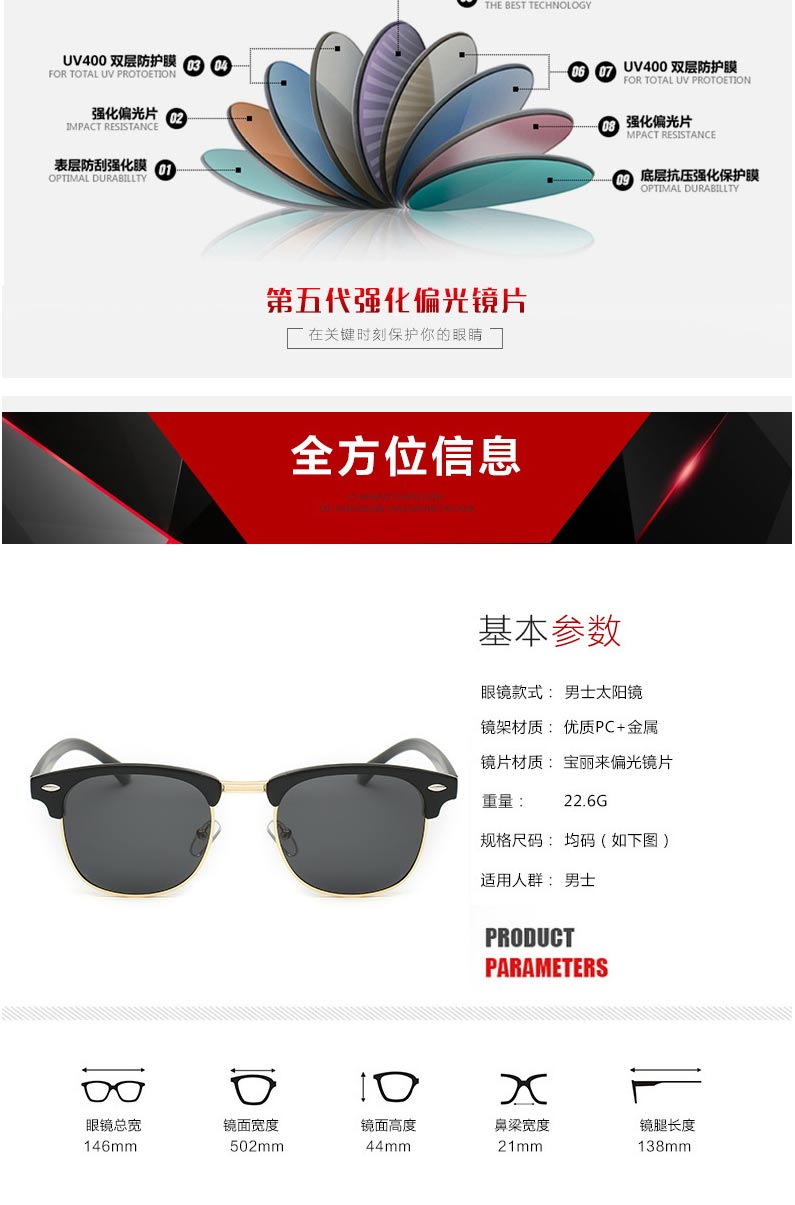 THE BEST TECHNOLOGY
UV400 双层防护膜 03 04
FOR TOTAL UV PROTOETION
06 07 UV400 双层防护膜
FOR TOTAL UV PROTOETION
强化偏光片 02
IMPACT RESISTANCE
08 强化偏光片
MPACT RESISTANCE
表层防刮强化膜 01
OPTIMAL DURABILLTY
09 底层抗压强化保护膜
OPTIMAL DURABILLTY
第五代强化偏光镜片
在关键时刻保护你的眼睛
全方位信息
基本参数
眼镜款式： 男士太阳镜
镜架材质： 优质PC+金属
镜片材质： 宝丽来偏光镜片
重量： 22.6G
规格尺码： 均码（如下图）
适用人群： 男士
PRODUCT
PARAMETERS
眼镜总宽 镜面宽度 镜面高度 鼻梁宽度 镜腿长度
146mm 502mm 44mm 21mm 138mm